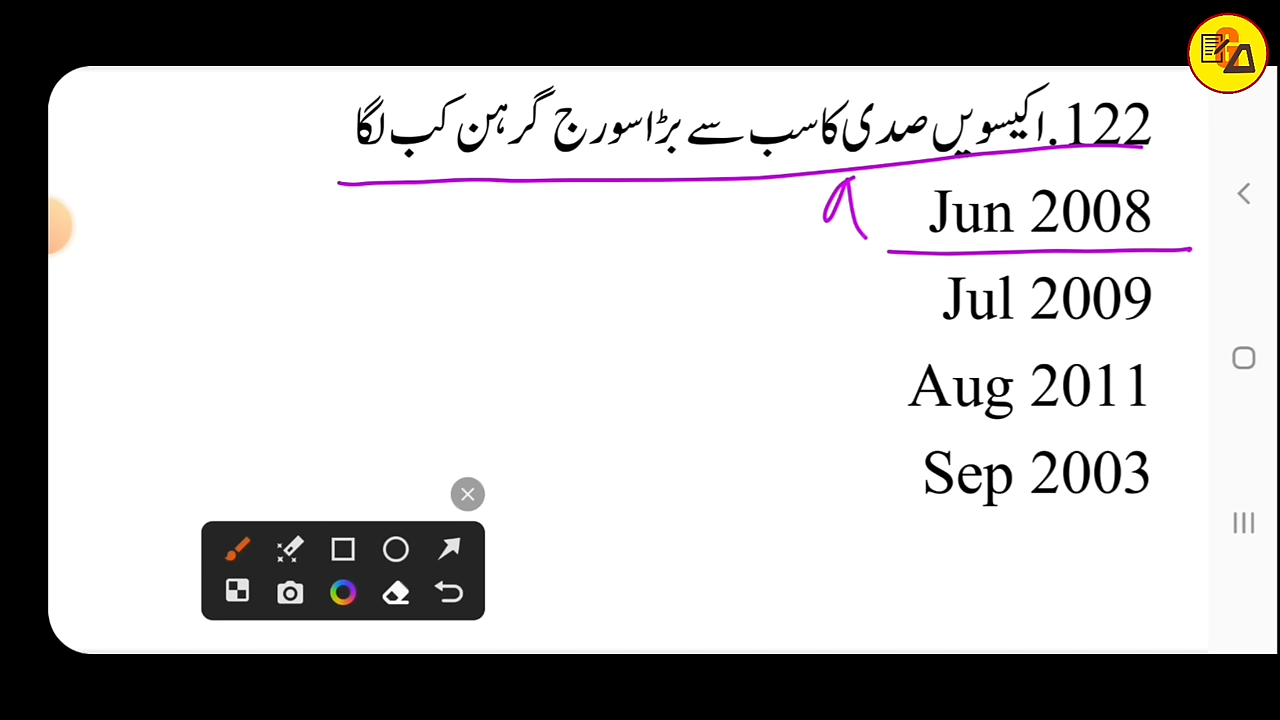 122.اکیسویں صدی کا سب سے بڑا سورج گرہن کب لگا
Jun 2008
Jul 2009
Aug 2011
Sep 2003